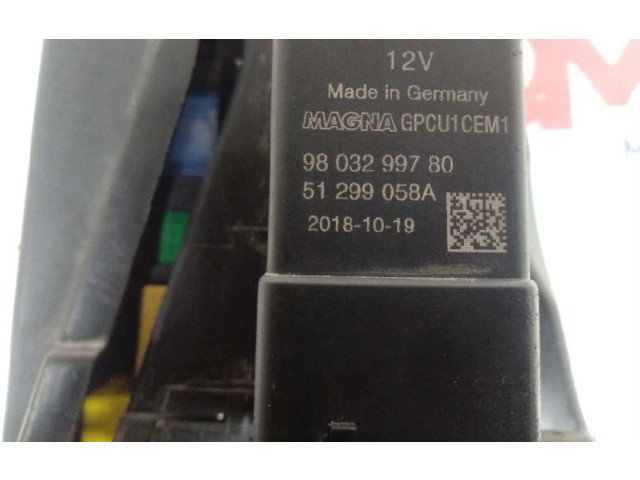 12V
Made in Germany
MAGNA GPCU1CEM1
98 032 997 80
51 299 058A
2018-10-19